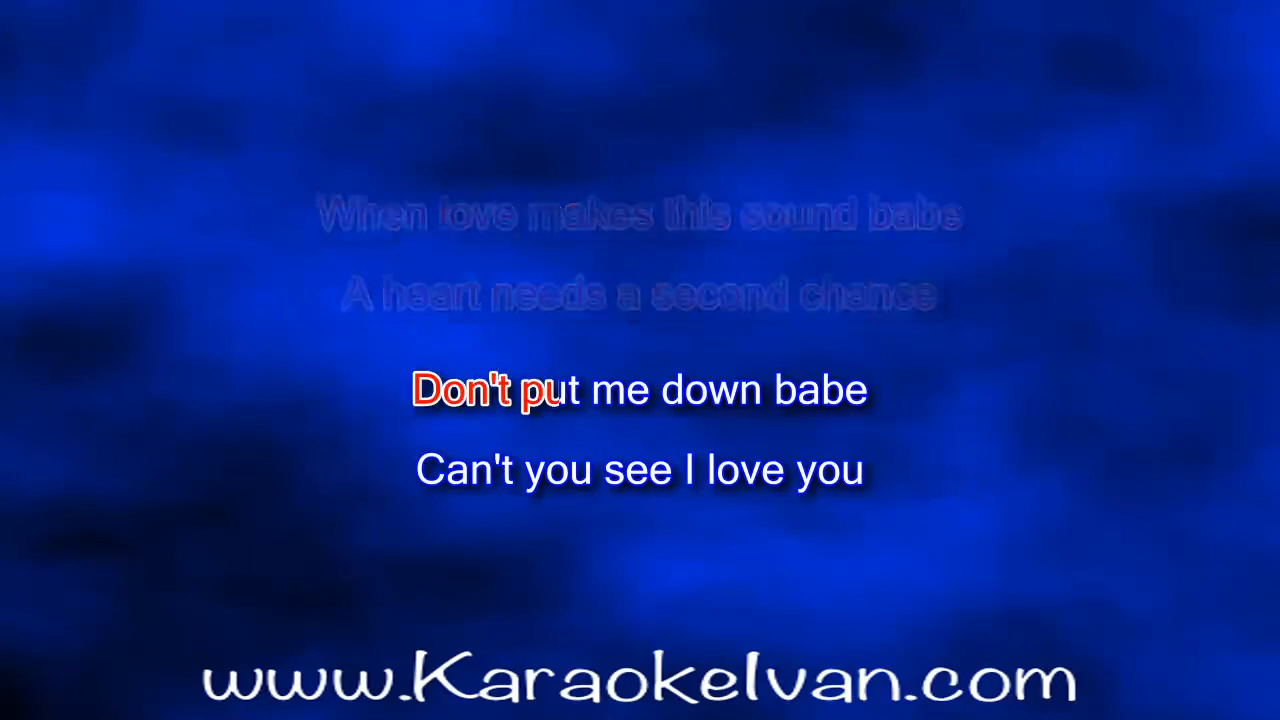 When love makes this sound babe
A heart needs a second chance
Don't put me down babe
Can't you see I love you
www.KaraokeIvan.com